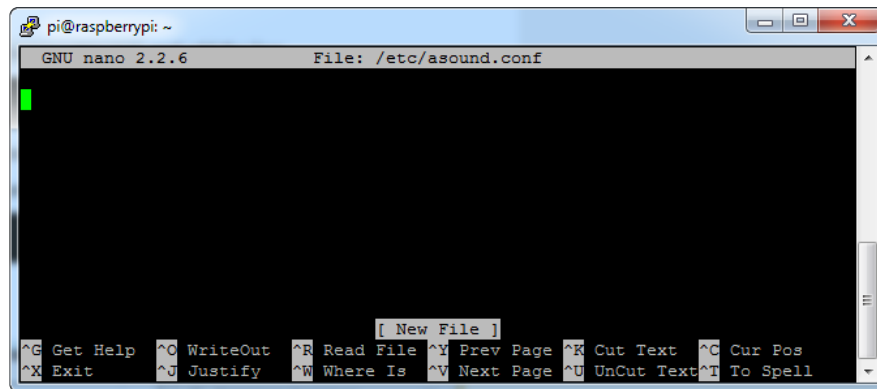 pi@raspberrypi: ~
GNU nano 2.2.6 File: /etc/asound.conf
[ New File ]
^G Get Help ^O WriteOut ^R Read File ^Y Prev Page ^K Cut Text ^C Cur Pos
^X Exit ^J Justify ^W Where Is ^V Next Page ^U UnCut Text ^T To Spell